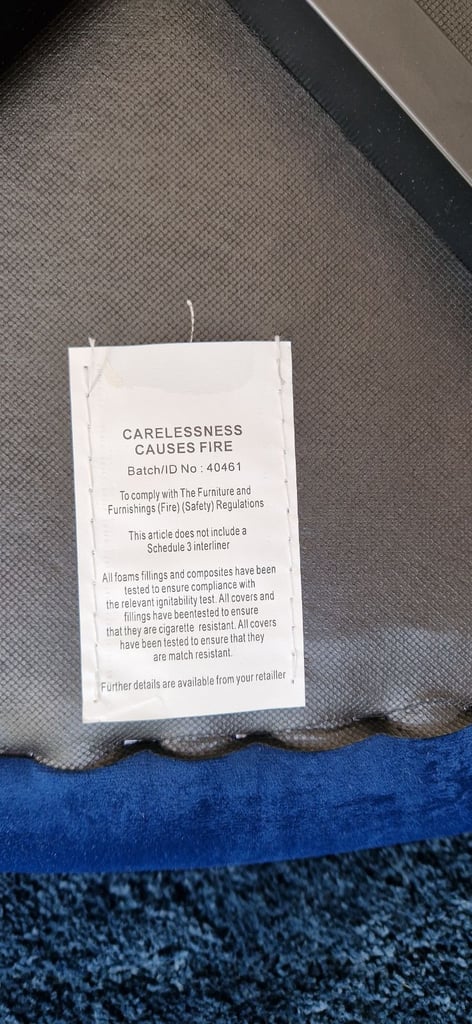 CARELESSNESS
CAUSES FIRE
Batch/ID No : 40461
To comply with The Furniture and
Furnishings (Fire) (Safety) Regulations
This article does not include a
Schedule 3 interliner
All foams fillings and composites have been
tested to ensure compliance with
the relevant ignitability test. All covers and
fillings have beentested to ensure
that they are cigarette resistant. All covers
have been tested to ensure that they
are match resistant.
Further details are available from your retailler